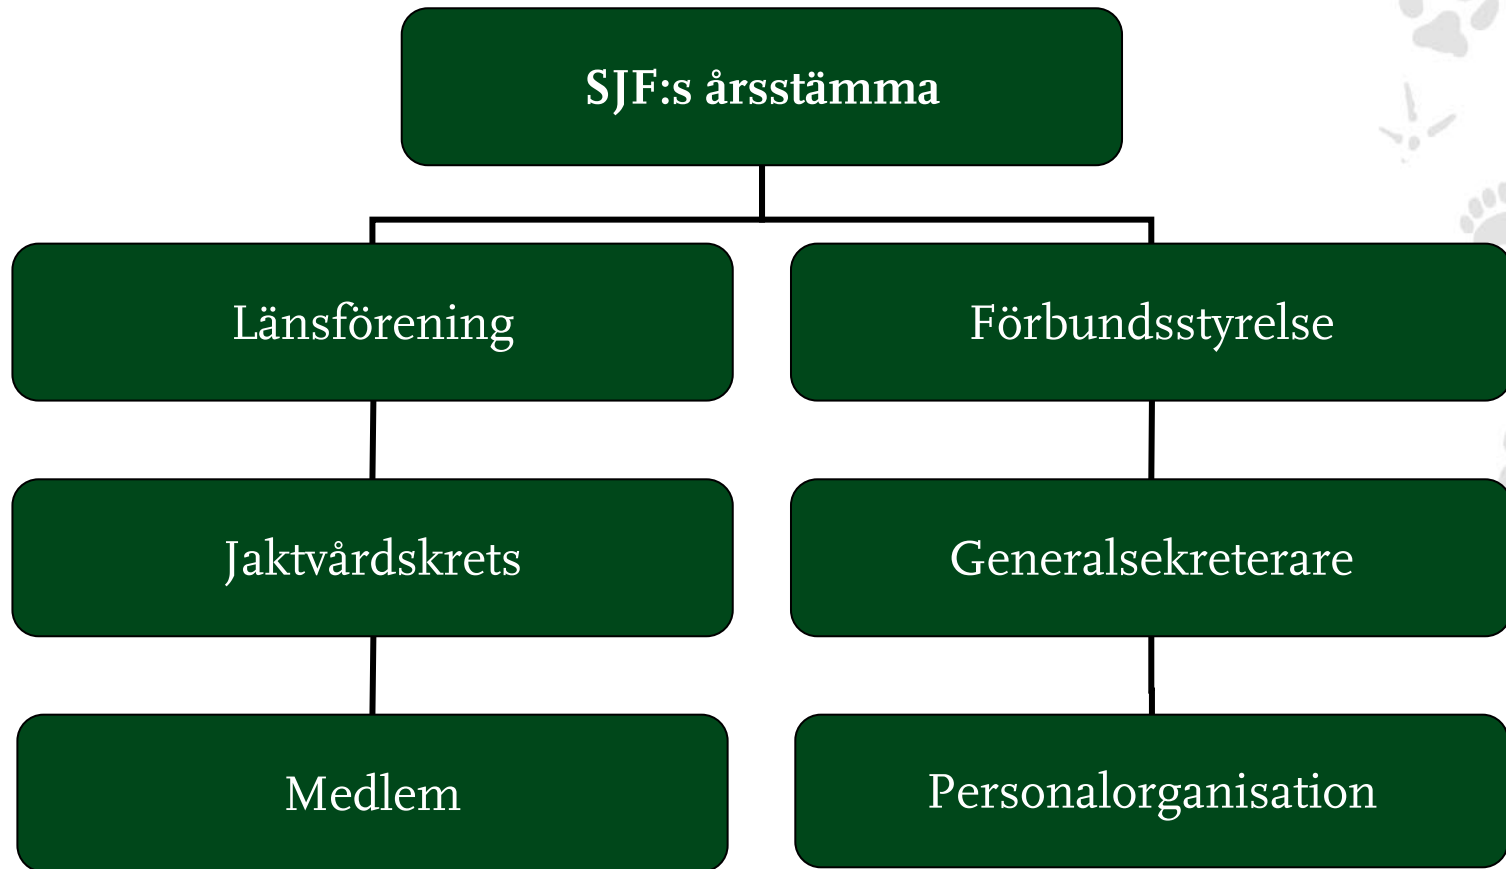 SJF:s årsstämma
Länsförening
Förbundsstyrelse
Jaktvårdskrets
Generalsekreterare
Medlem
Personalorganisation